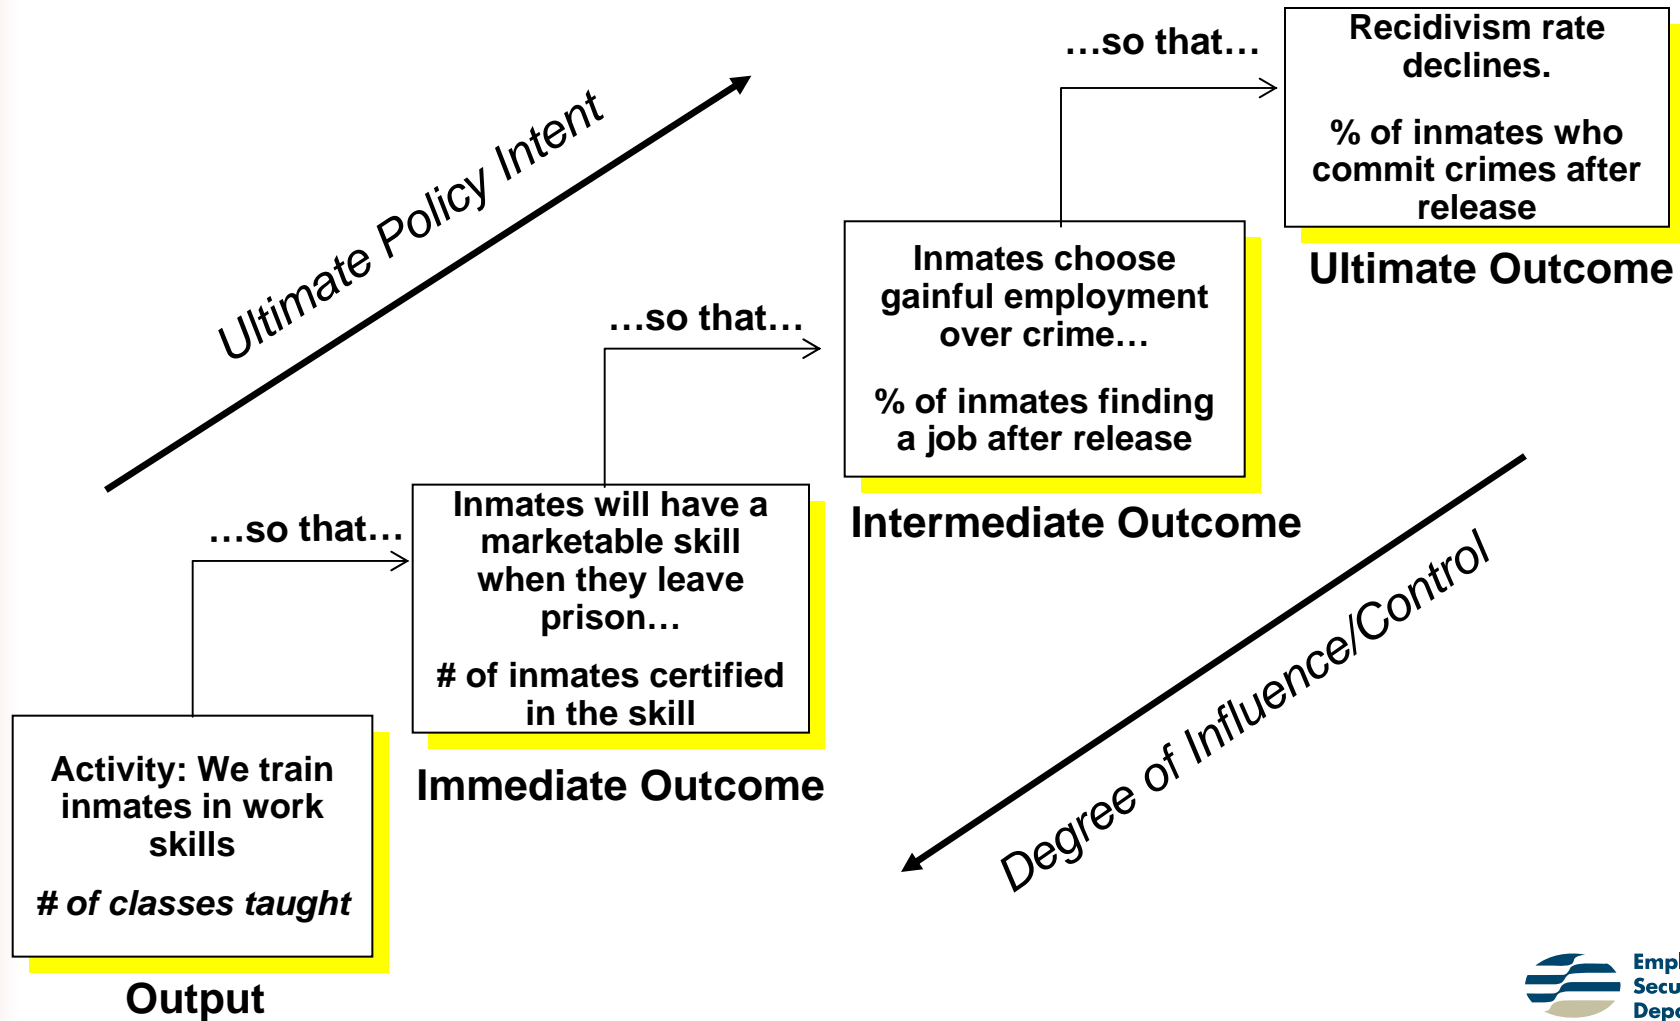 …so that…
Recidivism rate
declines.
% of inmates who
commit crimes after
release
Ultimate Outcome
Ultimate Policy Intent
…so that…
Inmates choose
gainful employment
over crime…
% of inmates finding
a job after release
Intermediate Outcome
…so that…
Inmates will have a
marketable skill
when they leave
prison…
# of inmates certified
in the skill
Immediate Outcome
Degree of Influence/Control
Activity: We train
inmates in work
skills
# of classes taught
Output